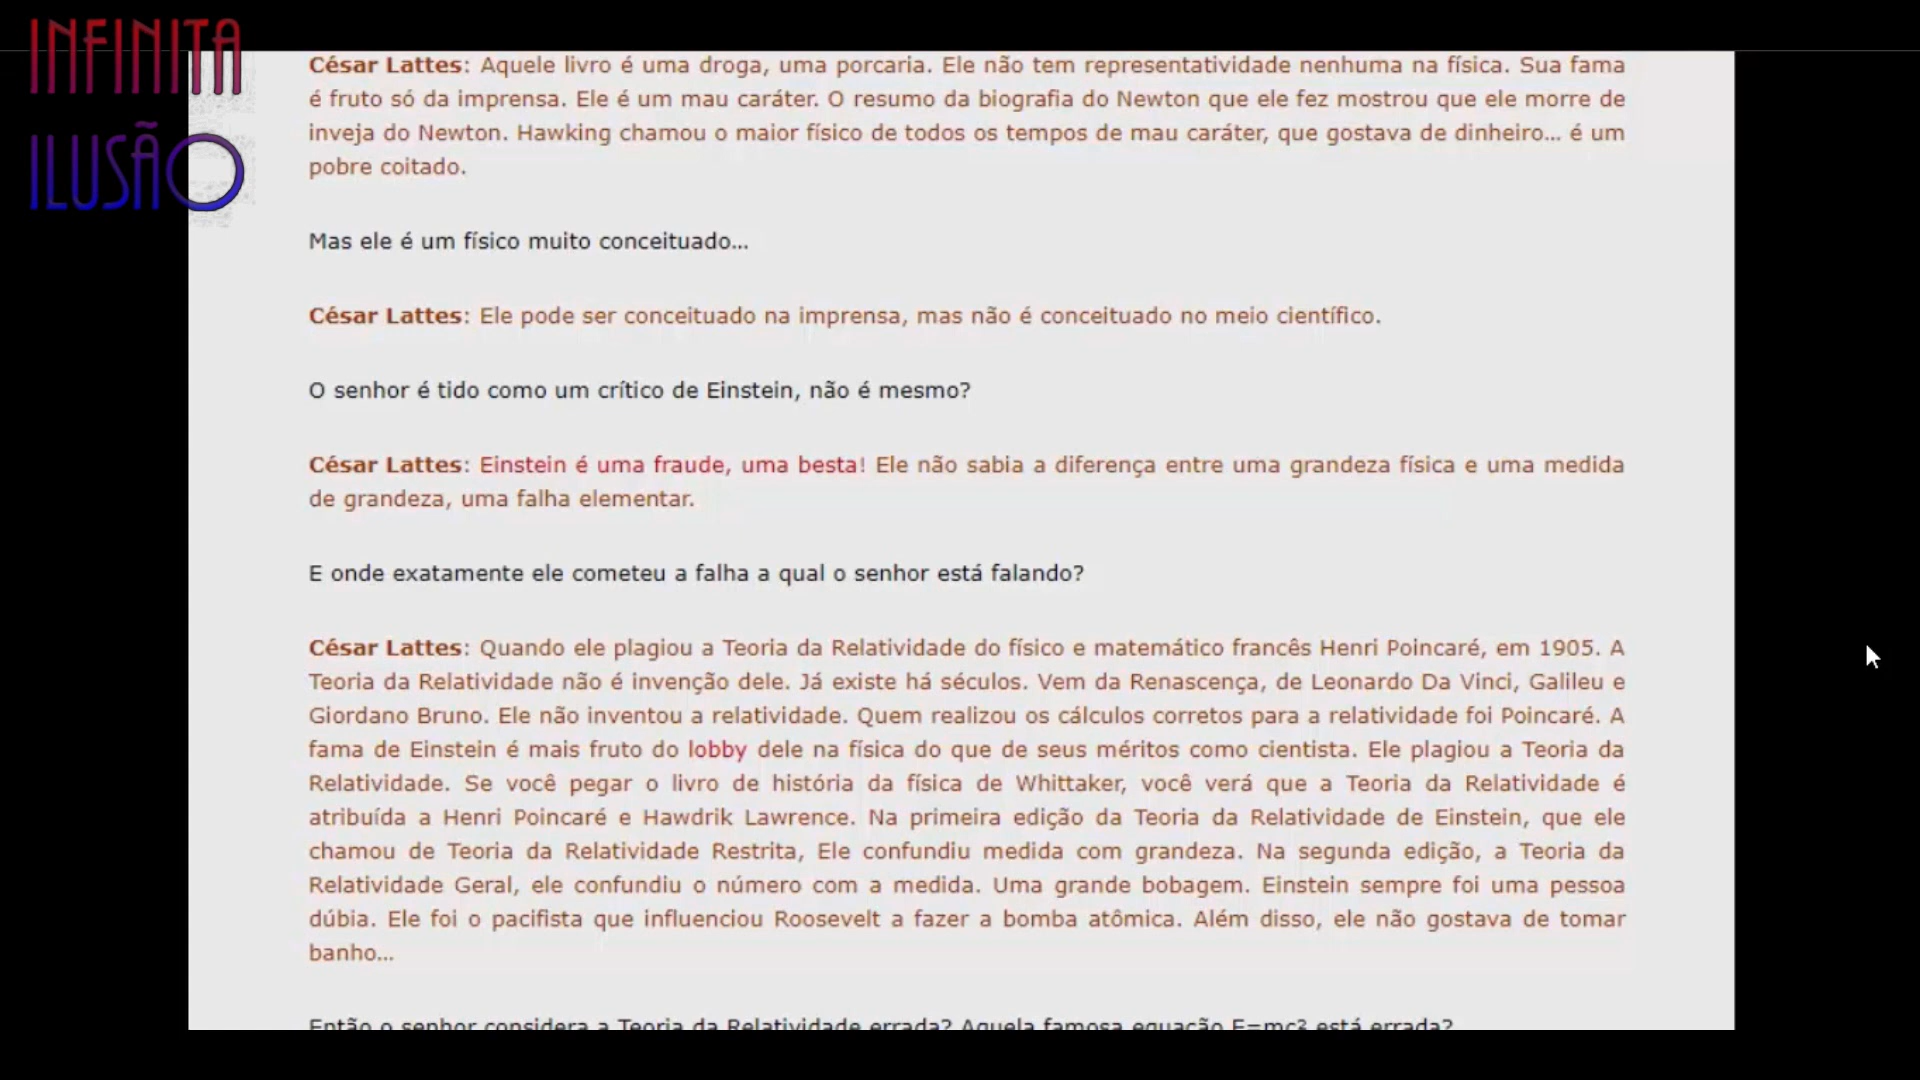 INFINITA
ILUSÃO
César Lattes: Aquele livro é uma droga, uma porcaria. Ele não tem representatividade nenhuma na física. Sua fama
é fruto só da imprensa. Ele é um mau caráter. O resumo da biografia do Newton que ele fez mostrou que ele morre de
inveja do Newton. Hawking chamou o maior físico de todos os tempos de mau caráter, que gostava de dinheiro... é um
pobre coitado.
Mas ele é um físico muito conceituado...
César Lattes: Ele pode ser conceituado na imprensa, mas não é conceituado no meio científico.
O senhor é tido como um crítico de Einstein, não é mesmo?
César Lattes: Einstein é uma fraude, uma besta! Ele não sabia a diferença entre uma grandeza física e uma medida
de grandeza, uma falha elementar.
E onde exatamente ele cometeu a falha a qual o senhor está falando?
César Lattes: Quando ele plagiou a Teoria da Relatividade do físico e matemático francês Henri Poincaré, em 1905. A
Teoria da Relatividade não é invenção dele. Já existe há séculos. Vem da Renascença, de Leonardo Da Vinci, Galileu e
Giordano Bruno. Ele não inventou a relatividade. Quem realizou os cálculos corretos para a relatividade foi Poincaré. A
fama de Einstein é mais fruto do lobby dele na física do que de seus méritos como cientista. Ele plagiou a Teoria da
Relatividade. Se você pegar o livro de história da física de Whittaker, você verá que a Teoria da Relatividade é
atribuída a Henri Poincaré e Hawdrik Lawrence. Na primeira edição da Teoria da Relatividade de Einstein, que ele
chamou de Teoria da Relatividade Restrita, Ele confundiu medida com grandeza. Na segunda edição, a Teoria da
Relatividade Geral, ele confundiu o número com a medida. Uma grande bobagem. Einstein sempre foi uma pessoa
dúbia. Ele foi o pacifista que influenciou Roosevelt a fazer a bomba atômica. Além disso, ele não gostava de tomar
banho...
Então o senhor considera a Teoria da Relatividade errada? Aquela famosa equação E=mc² está errada?